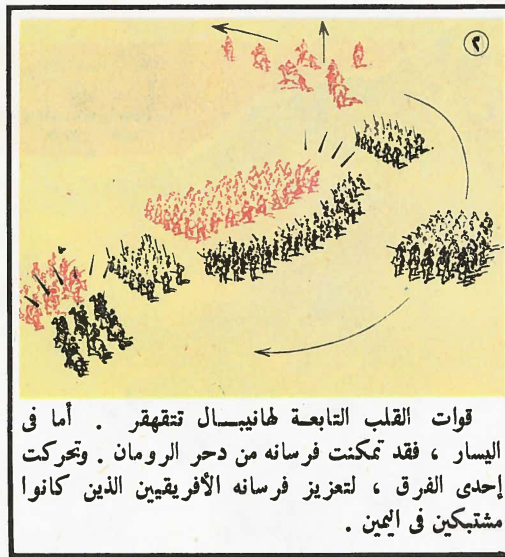 ٢
قوات القلب التابعة لهانيبـــال تتقهقر . أما فى
اليسار ، فقد تمكنت فرسانه من دحر الرومان . وتحركت
إحدى الفرق ، لتعزيز فرسانه الأفريقيين الذين كانوا
مشتبكين فى اليمين .